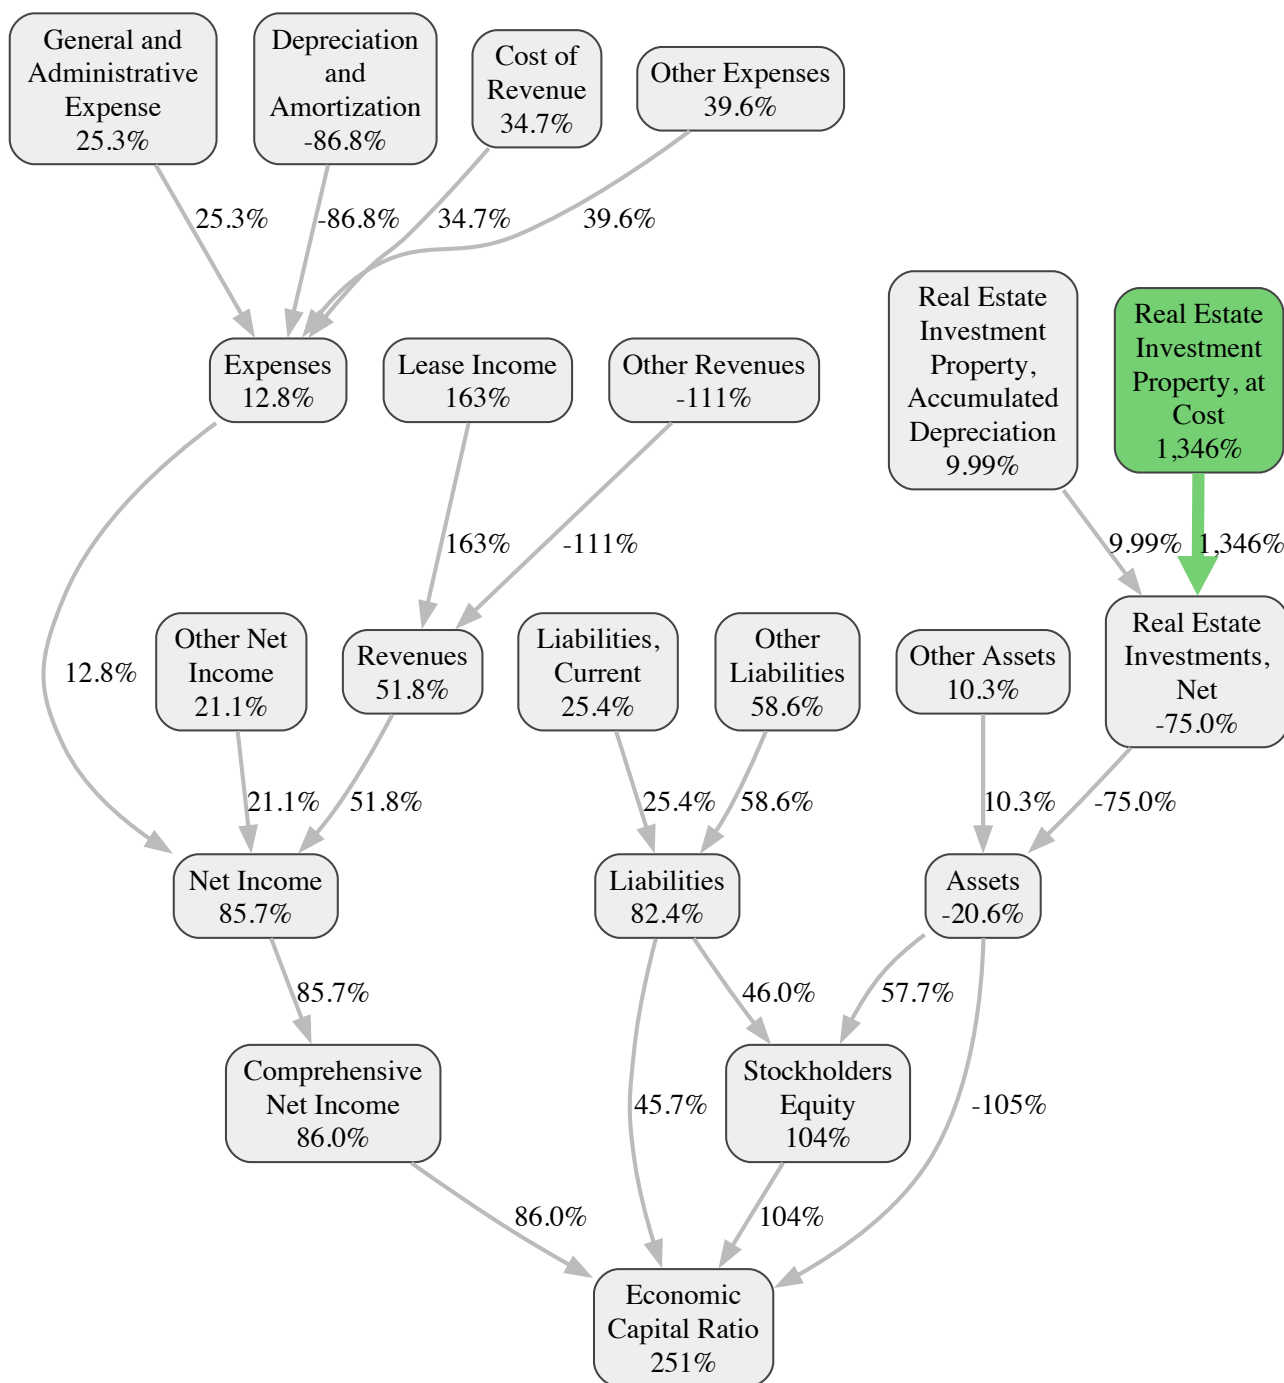 General and
Administrative
Expense
25.3%
Depreciation
and
Amortization
-86.8%
Cost of
Revenue
34.7%
Other Expenses
39.6%
25.3%
-86.8%
34.7%
39.6%
Expenses
12.8%
Lease Income
163%
Other Revenues
-111%
Real Estate
Investment
Property,
Accumulated
Depreciation
9.99%
Real Estate
Investment
Property, at
Cost
1,346%
163%
-111%
9.99%
1,346%
12.8%
Other Net
Income
21.1%
Revenues
51.8%
Liabilities,
Current
25.4%
Other
Liabilities
58.6%
Other Assets
10.3%
Real Estate
Investments,
Net
-75.0%
21.1%
51.8%
25.4%
58.6%
10.3%
-75.0%
Net Income
85.7%
Liabilities
82.4%
Assets
-20.6%
85.7%
46.0%
57.7%
Comprehensive
Net Income
86.0%
45.7%
Stockholders
Equity
104%
-105%
86.0%
104%
Economic
Capital Ratio
251%